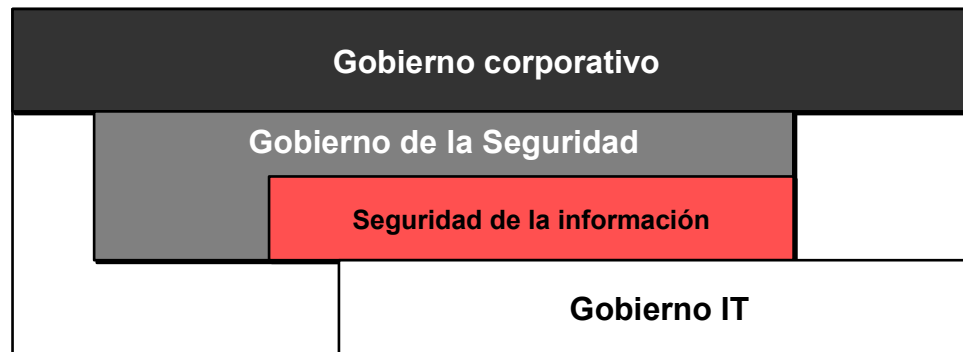 Gobierno corporativo
Gobierno de la Seguridad
Seguridad de la información
Gobierno IT